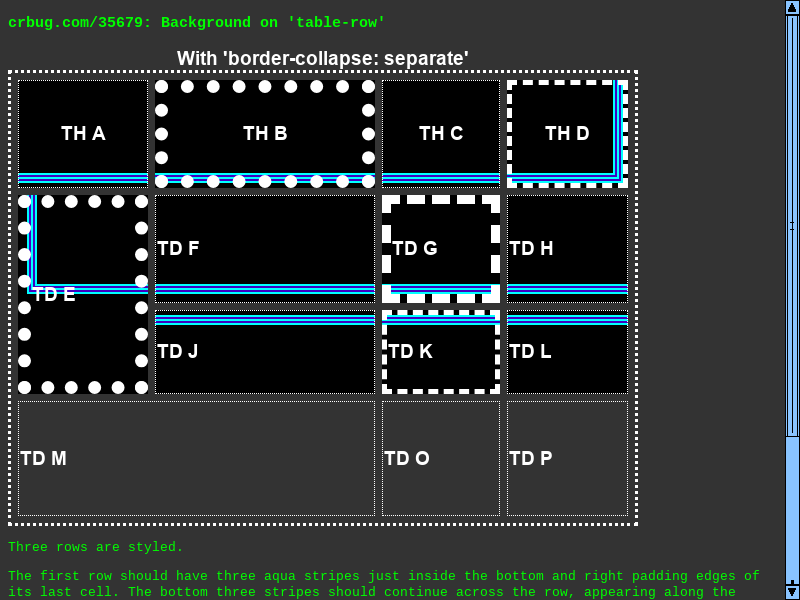 crbug.com/35679: Background on 'table-row'
With 'border-collapse: separate'
TH A
TH B
TH C
TH D
TD E
TD F
TD G
TD H
TD J
TD K
TD L
TD M
TD O
TD P
Three rows are styled.
The first row should have three aqua stripes just inside the bottom and right padding edges of
its last cell. The bottom three stripes should continue across the row, appearing along the